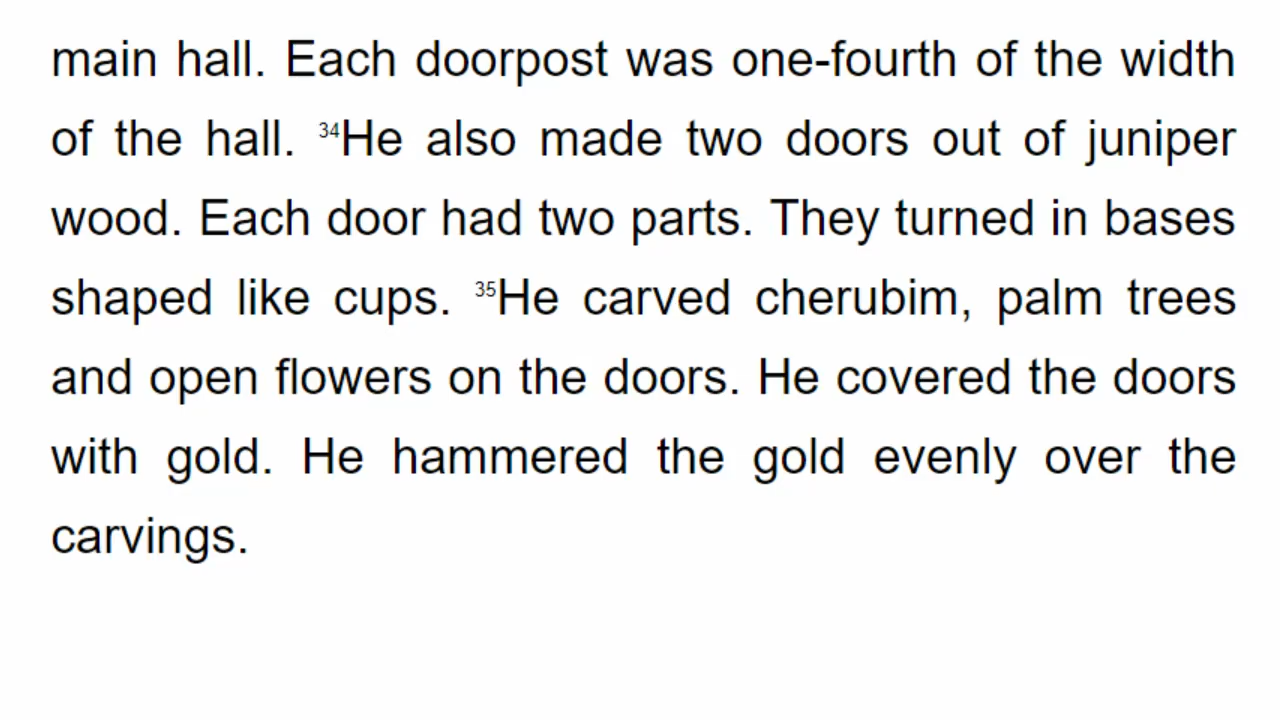 main hall. Each doorpost was one-fourth of the width
of the hall. 34He also made two doors out of juniper
wood. Each door had two parts. They turned in bases
shaped like cups. 35He carved cherubim, palm trees
and open flowers on the doors. He covered the doors
with gold. He hammered the gold evenly over the
carvings.